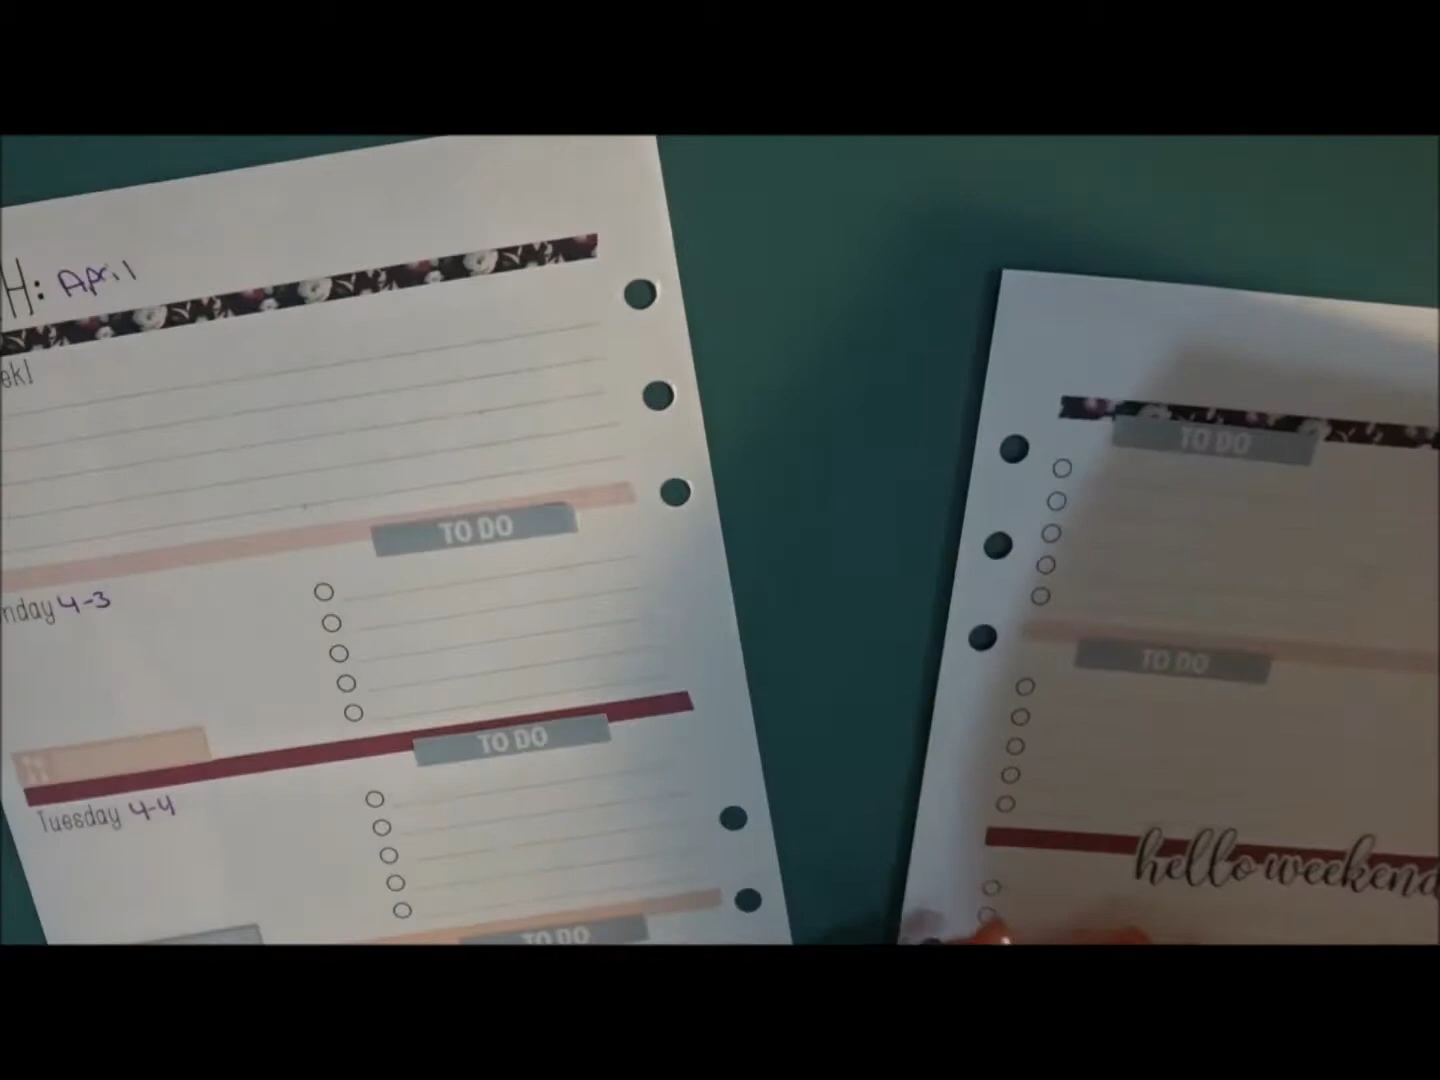 H: April
ek!
TO DO
nday 4-3
TO DO
Tuesday 4-4
TO DO
TO DO
TO DO
hello weekend